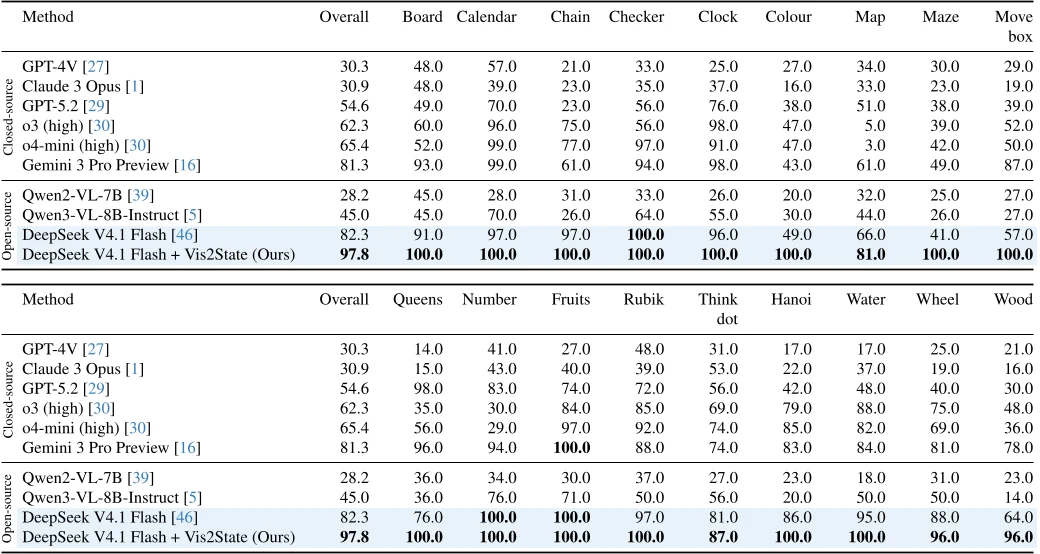 Method Overall Board Calendar Chain Checker Clock Colour Map Maze Move
box
Closed-source
GPT-4V [27] 30.3 48.0 57.0 21.0 33.0 25.0 27.0 34.0 30.0 29.0
Claude 3 Opus [1] 30.9 48.0 39.0 23.0 35.0 37.0 16.0 33.0 23.0 19.0
GPT-5.2 [29] 54.6 49.0 70.0 23.0 56.0 76.0 38.0 51.0 38.0 39.0
o3 (high) [30] 62.3 60.0 96.0 75.0 56.0 98.0 47.0 5.0 39.0 52.0
o4-mini (high) [30] 65.4 52.0 99.0 77.0 97.0 91.0 47.0 3.0 42.0 50.0
Gemini 3 Pro Preview [16] 81.3 93.0 99.0 61.0 94.0 98.0 43.0 61.0 49.0 87.0
Open-source
Qwen2-VL-7B [39] 28.2 45.0 28.0 31.0 33.0 26.0 20.0 32.0 25.0 27.0
Qwen3-VL-8B-Instruct [5] 45.0 45.0 70.0 26.0 64.0 55.0 30.0 44.0 26.0 27.0
DeepSeek V4.1 Flash [46] 82.3 91.0 97.0 97.0 100.0 96.0 49.0 66.0 41.0 57.0
DeepSeek V4.1 Flash + Vis2State (Ours) 97.8 100.0 100.0 100.0 100.0 100.0 100.0 81.0 100.0 100.0
Method Overall Queens Number Fruits Rubik Think Hanoi Water Wheel Wood
dot
Closed-source
GPT-4V [27] 30.3 14.0 41.0 27.0 48.0 31.0 17.0 17.0 25.0 21.0
Claude 3 Opus [1] 30.9 15.0 43.0 40.0 39.0 53.0 22.0 37.0 19.0 16.0
GPT-5.2 [29] 54.6 98.0 83.0 74.0 72.0 56.0 42.0 48.0 40.0 30.0
o3 (high) [30] 62.3 35.0 30.0 84.0 85.0 69.0 79.0 88.0 75.0 48.0
o4-mini (high) [30] 65.4 56.0 29.0 97.0 92.0 74.0 85.0 82.0 69.0 36.0
Gemini 3 Pro Preview [16] 81.3 96.0 94.0 100.0 88.0 74.0 83.0 84.0 81.0 78.0
Open-source
Qwen2-VL-7B [39] 28.2 36.0 34.0 30.0 37.0 27.0 23.0 18.0 31.0 23.0
Qwen3-VL-8B-Instruct [5] 45.0 36.0 76.0 71.0 50.0 56.0 20.0 50.0 50.0 14.0
DeepSeek V4.1 Flash [46] 82.3 76.0 100.0 100.0 97.0 81.0 86.0 95.0 88.0 64.0
DeepSeek V4.1 Flash + Vis2State (Ours) 97.8 100.0 100.0 100.0 100.0 87.0 100.0 100.0 96.0 96.0